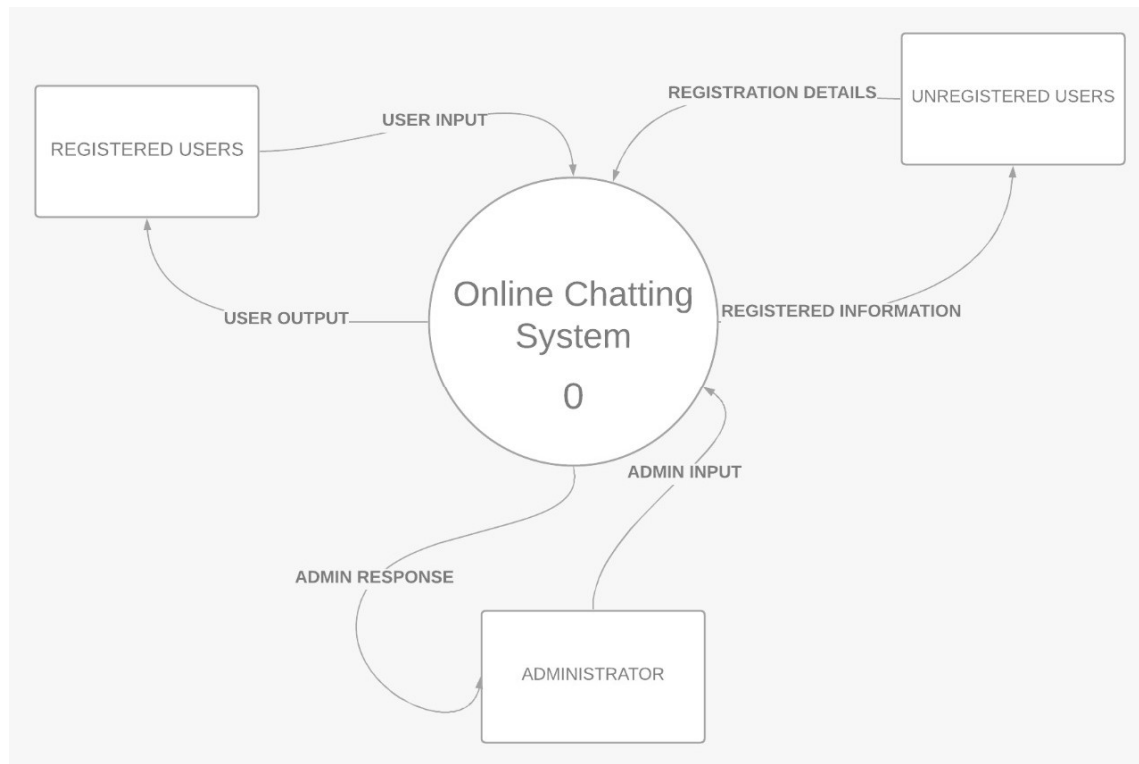 UNREGISTERED USERS
REGISTRATION DETAILS
USER INPUT
REGISTERED USERS
Online Chatting
System
0
REGISTERED INFORMATION
USER OUTPUT
ADMIN INPUT
ADMIN RESPONSE
ADMINISTRATOR